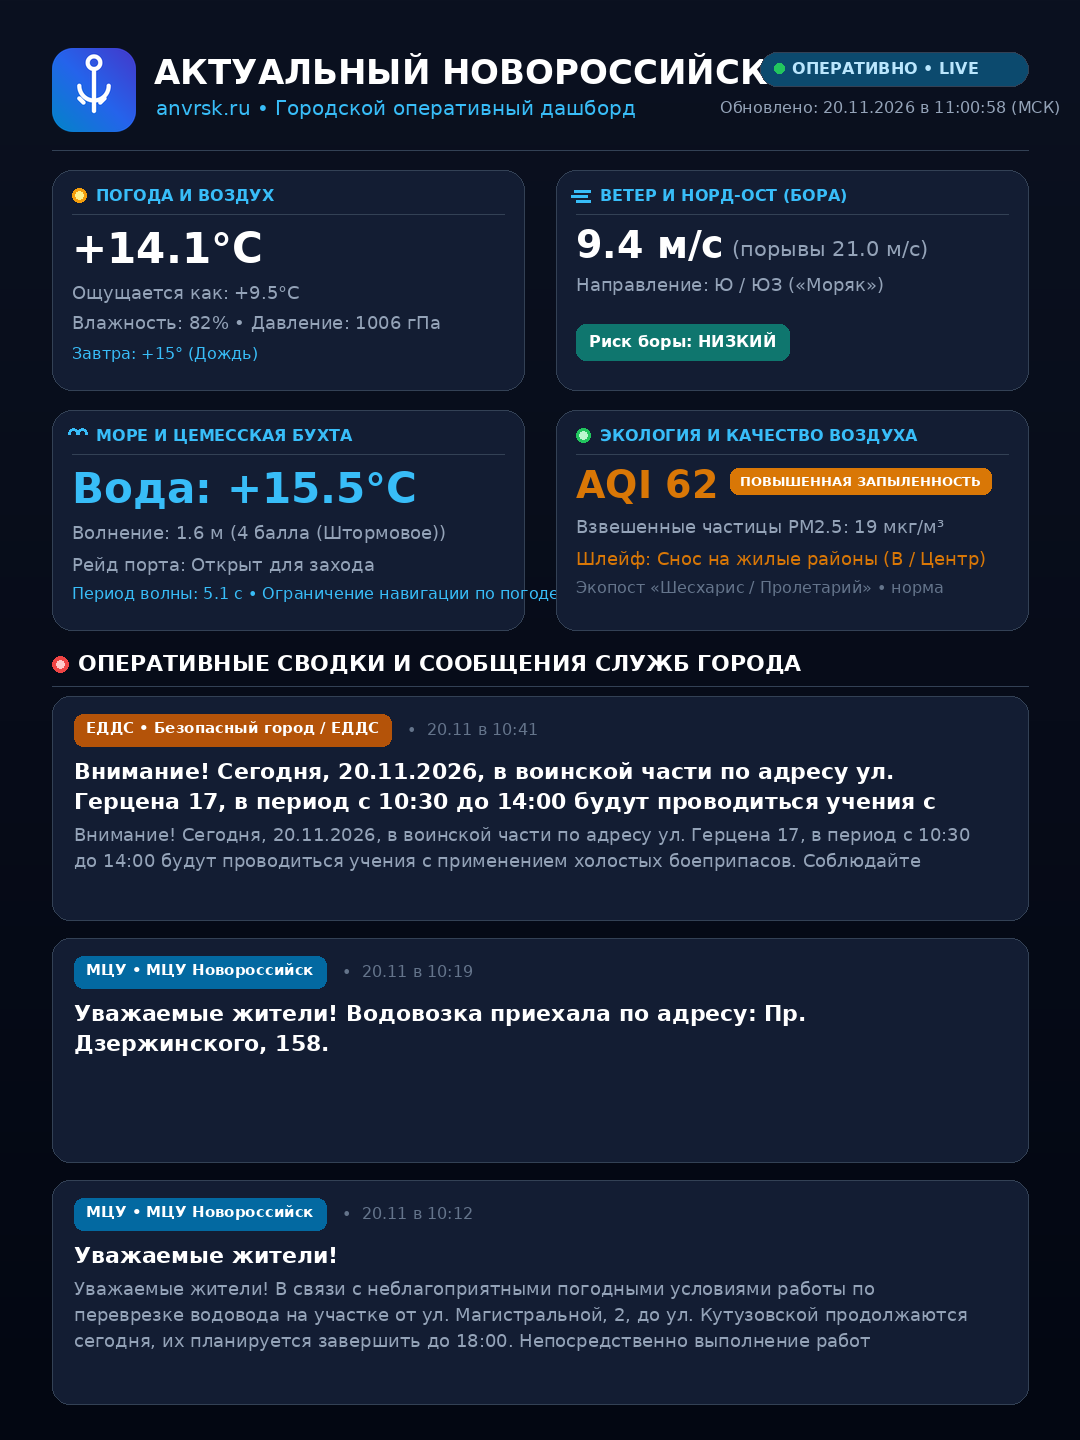 АКТУАЛЬНЫЙ НОВОРОССИЙСК
ОПЕРАТИВНО • LIVE
anvrsk.ru • Городской оперативный дашборд
Обновлено: 20.11.2026 в 11:00:58 (МСК)
ПОГОДА И ВОЗДУХ
+14.1°C
Ощущается как: +9.5°C
Влажность: 82% • Давление: 1006 гПа
Завтра: +15° (Дождь)
ВЕТЕР И НОРД-ОСТ (БОРА)
9.4 м/с (порывы 21.0 м/с)
Направление: Ю / ЮЗ («Моряк»)
Риск боры: НИЗКИЙ
МОРЕ И ЦЕМЕССКАЯ БУХТА
Вода: +15.5°C
Волнение: 1.6 м (4 балла (Штормовое))
Рейд порта: Открыт для захода
Период волны: 5.1 с • Ограничение навигации по погоде
ЭКОЛОГИЯ И КАЧЕСТВО ВОЗДУХА
AQI 62 ПОВЫШЕННАЯ ЗАПЫЛЕННОСТЬ
Взвешенные частицы PM2.5: 19 мкг/м³
Шлейф: Снос на жилые районы (В / Центр)
Экопост «Шесхарис / Пролетарий» • норма
ОПЕРАТИВНЫЕ СВОДКИ И СООБЩЕНИЯ СЛУЖБ ГОРОДА
ЕДДС • Безопасный город / ЕДДС • 20.11 в 10:41
Внимание! Сегодня, 20.11.2026, в воинской части по адресу ул.
Герцена 17, в период с 10:30 до 14:00 будут проводиться учения с
Внимание! Сегодня, 20.11.2026, в воинской части по адресу ул. Герцена 17, в период с 10:30
до 14:00 будут проводиться учения с применением холостых боеприпасов. Соблюдайте
МЦУ • МЦУ Новороссийск • 20.11 в 10:19
Уважаемые жители! Водовозка приехала по адресу: Пр.
Дзержинского, 158.
МЦУ • МЦУ Новороссийск • 20.11 в 10:12
Уважаемые жители!
Уважаемые жители! В связи с неблагоприятными погодными условиями работы по
переврезке водовода на участке от ул. Магистральной, 2, до ул. Кутузовской продолжаются
сегодня, их планируется завершить до 18:00. Непосредственно выполнение работ